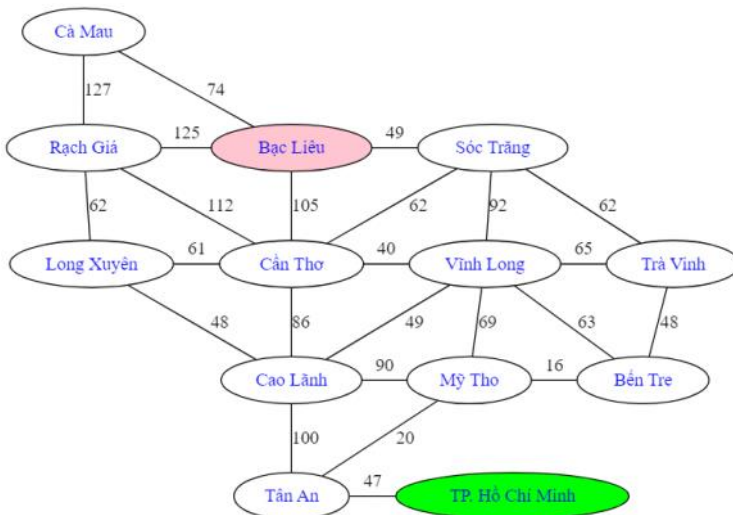 Cà Mau
127
74
Rạch Giá
125
Bạc Liêu
49
Sóc Trăng
62
112
105
62
92
62
Long Xuyên
61
Cần Thơ
40
Vĩnh Long
65
Trà Vinh
48
86
49
69
63
48
Cao Lãnh
90
Mỹ Tho
16
Bến Tre
100
20
Tân An
47
TP. Hồ Chí Minh